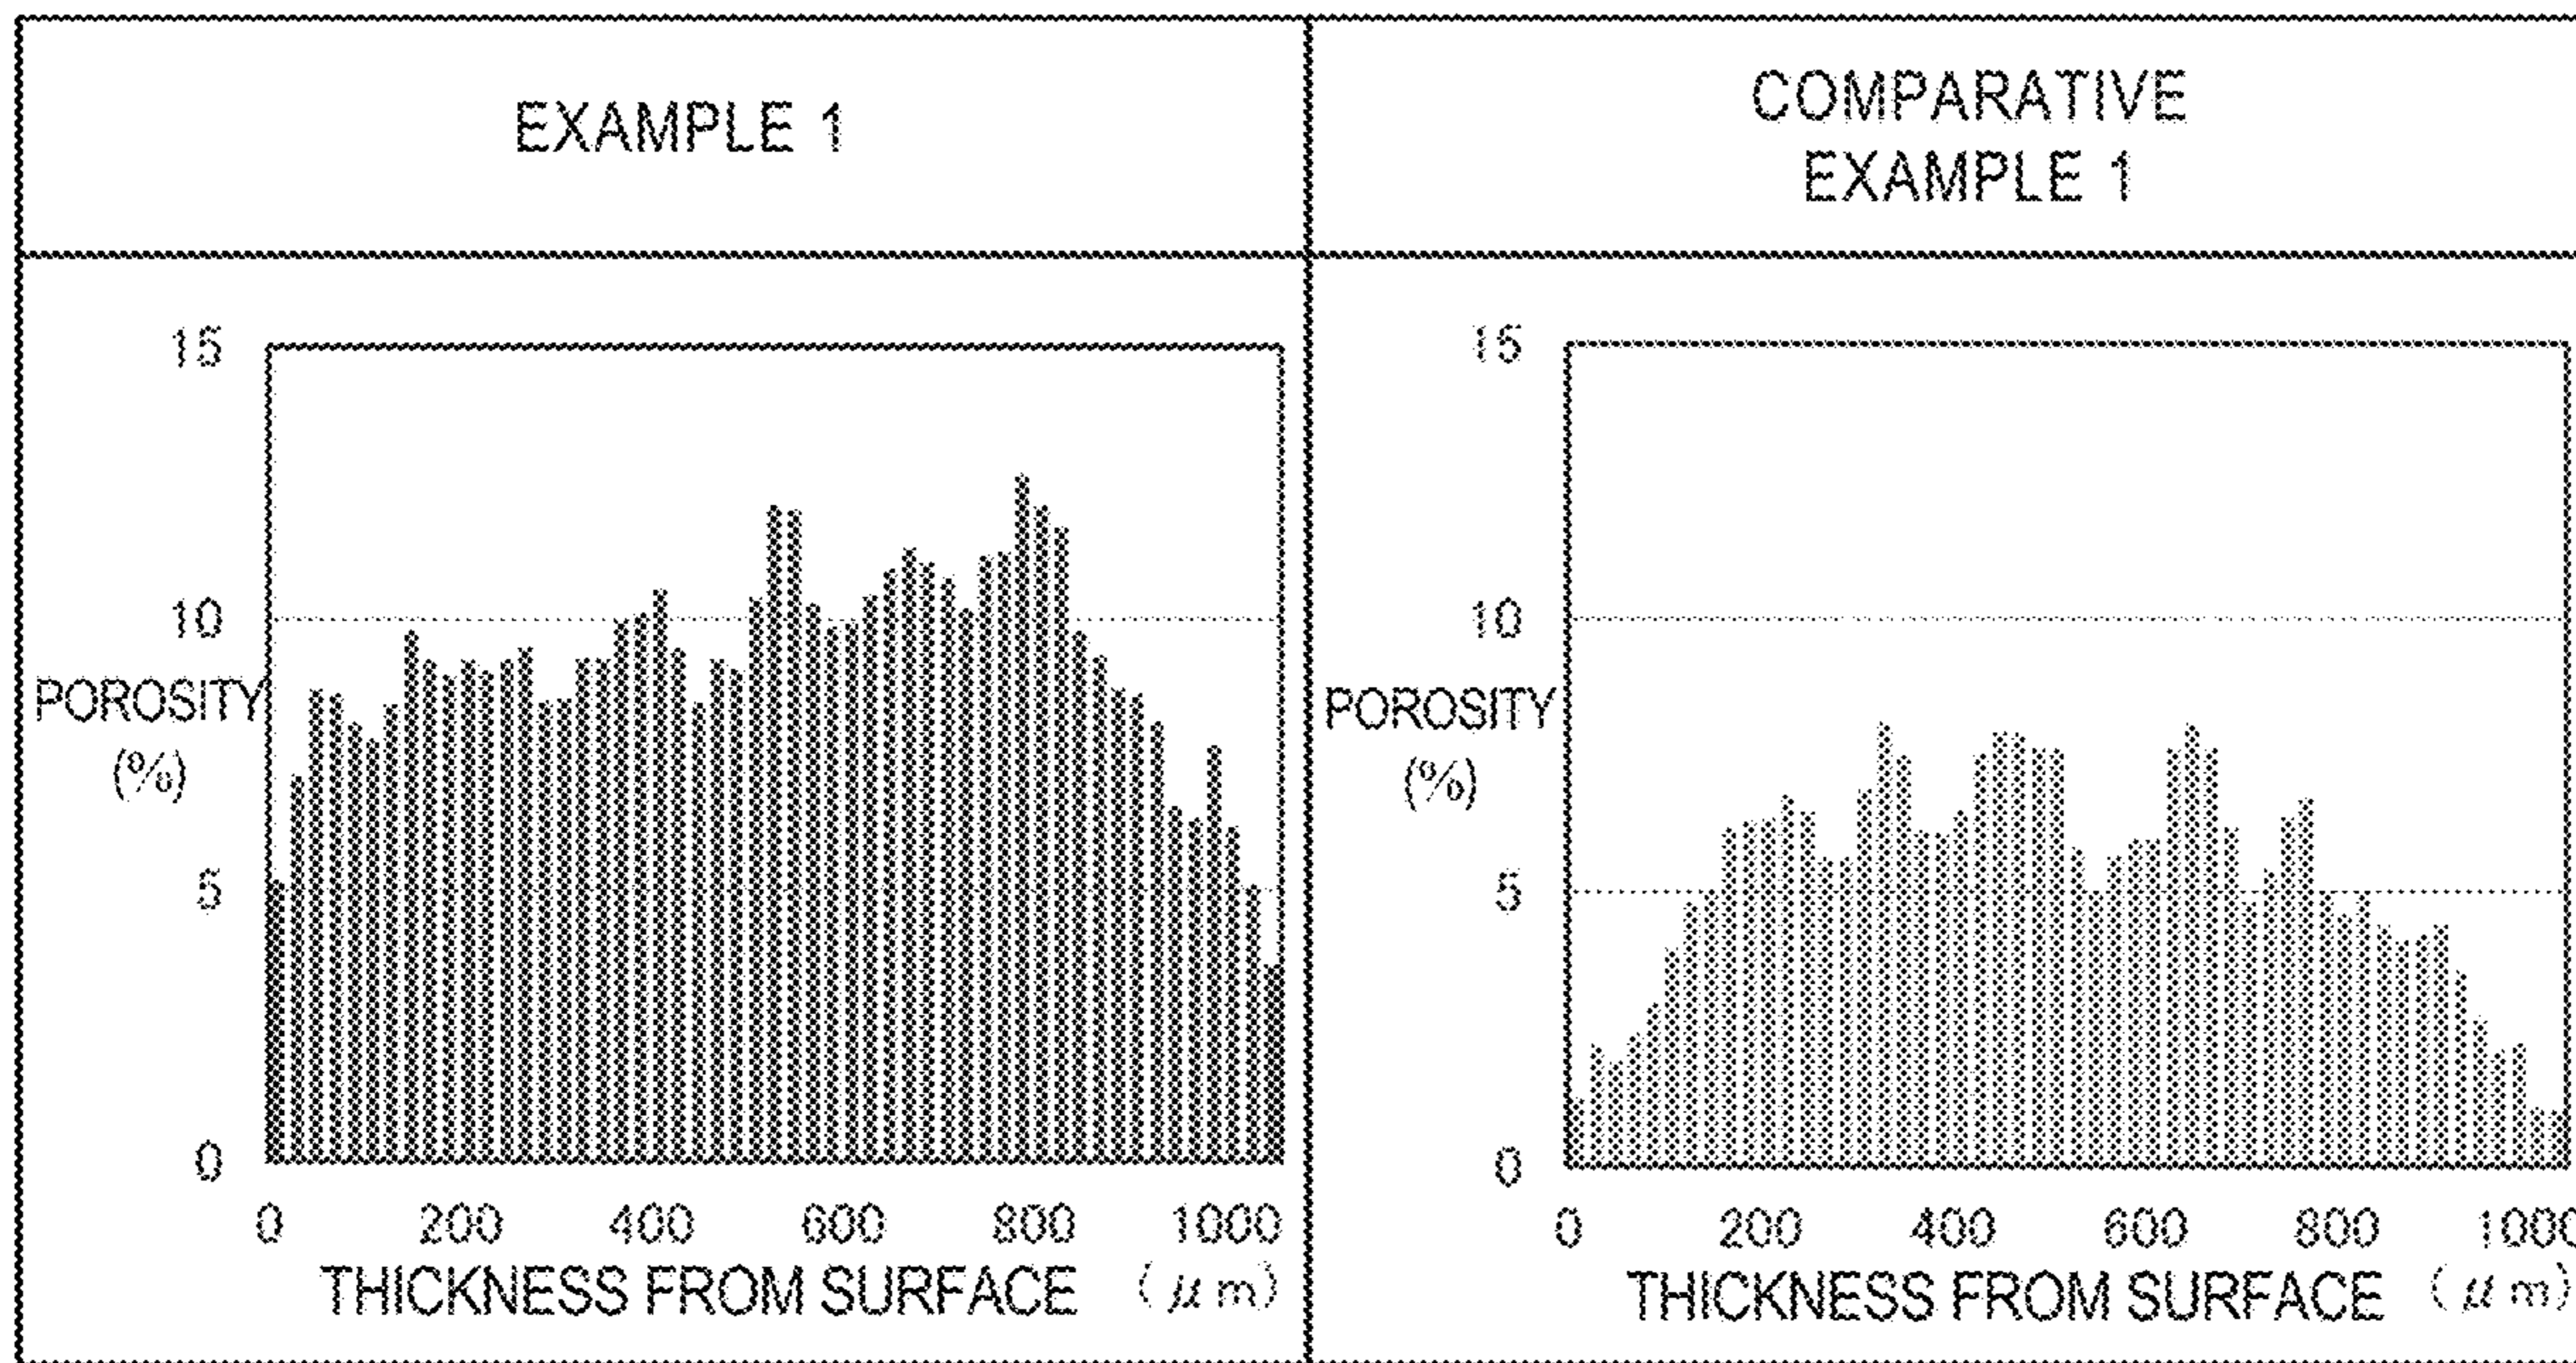 EXAMPLE 1
COMPARATIVE
EXAMPLE 1
15
10
POROSITY
(%)
5
0
0 200 400 600 800 1000
THICKNESS FROM SURFACE (μm)
15
10
POROSITY
(%)
5
0
0 200 400 600 800 1000
THICKNESS FROM SURFACE (μm)